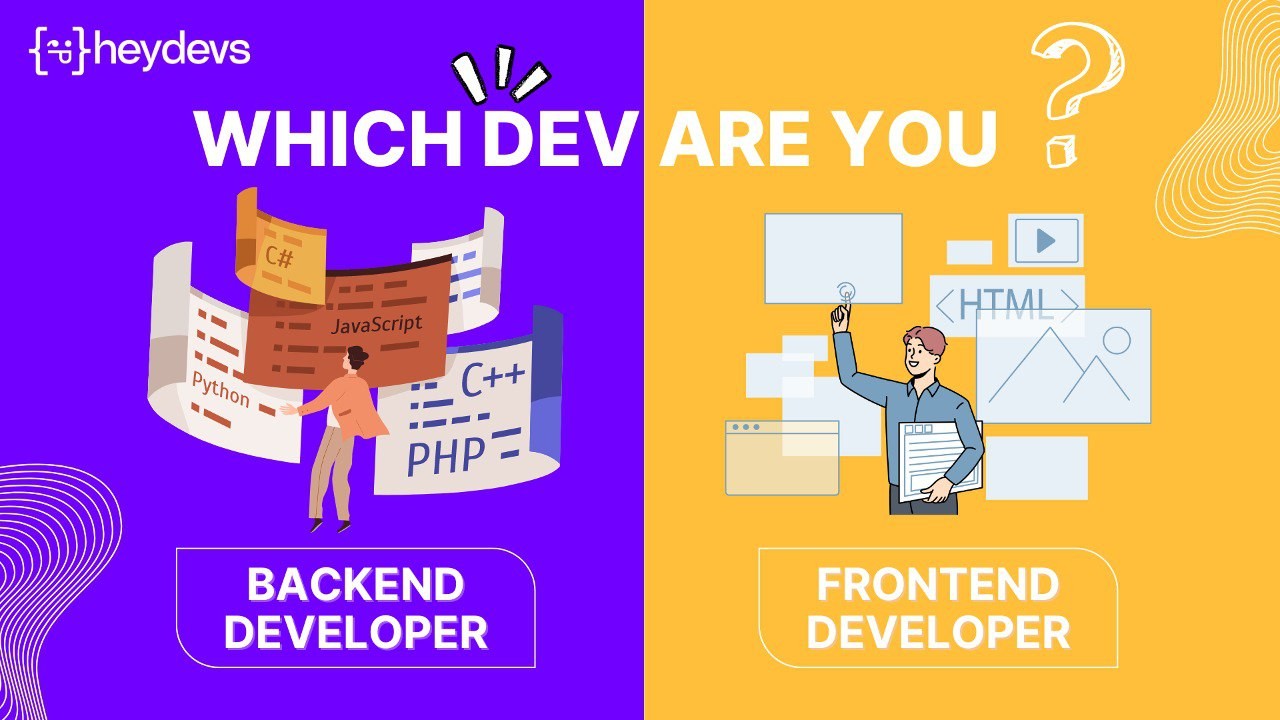 {;P}heydevs
WHICH DEV ARE YOU ?
C#
JavaScript
Python
C++
PHP
<HTML>
BACKEND
DEVELOPER
FRONTEND
DEVELOPER